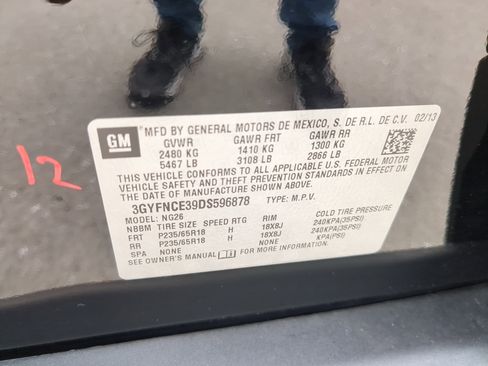 12
GM
MFD BY GENERAL MOTORS DE MEXICO, S. DE R.L. DE C.V. 02/13
GVWR GAWR FRT GAWR RR
2480 KG 1410 KG 1300 KG
5467 LB 3108 LB 2866 LB
THIS VEHICLE CONFORMS TO ALL APPLICABLE U.S. FEDERAL MOTOR
VEHICLE SAFETY AND THEFT PREVENTION STANDARDS IN EFFECT ON
THE DATE OF MANUFACTURE SHOWN ABOVE.
3GYFNCE39DS596878 TYPE: M.P.V.
NBBM MODEL: NG26
TIRE SIZE SPEED RTG RIM COLD TIRE PRESSURE
FRT P235/65R18 H 18X8J 240KPA(35PSI)
RR P235/65R18 H 18X8J 240KPA(35PSI)
SPA NONE NONE KPA(PSI)
SEE OWNER'S MANUAL FOR MORE INFORMATION.